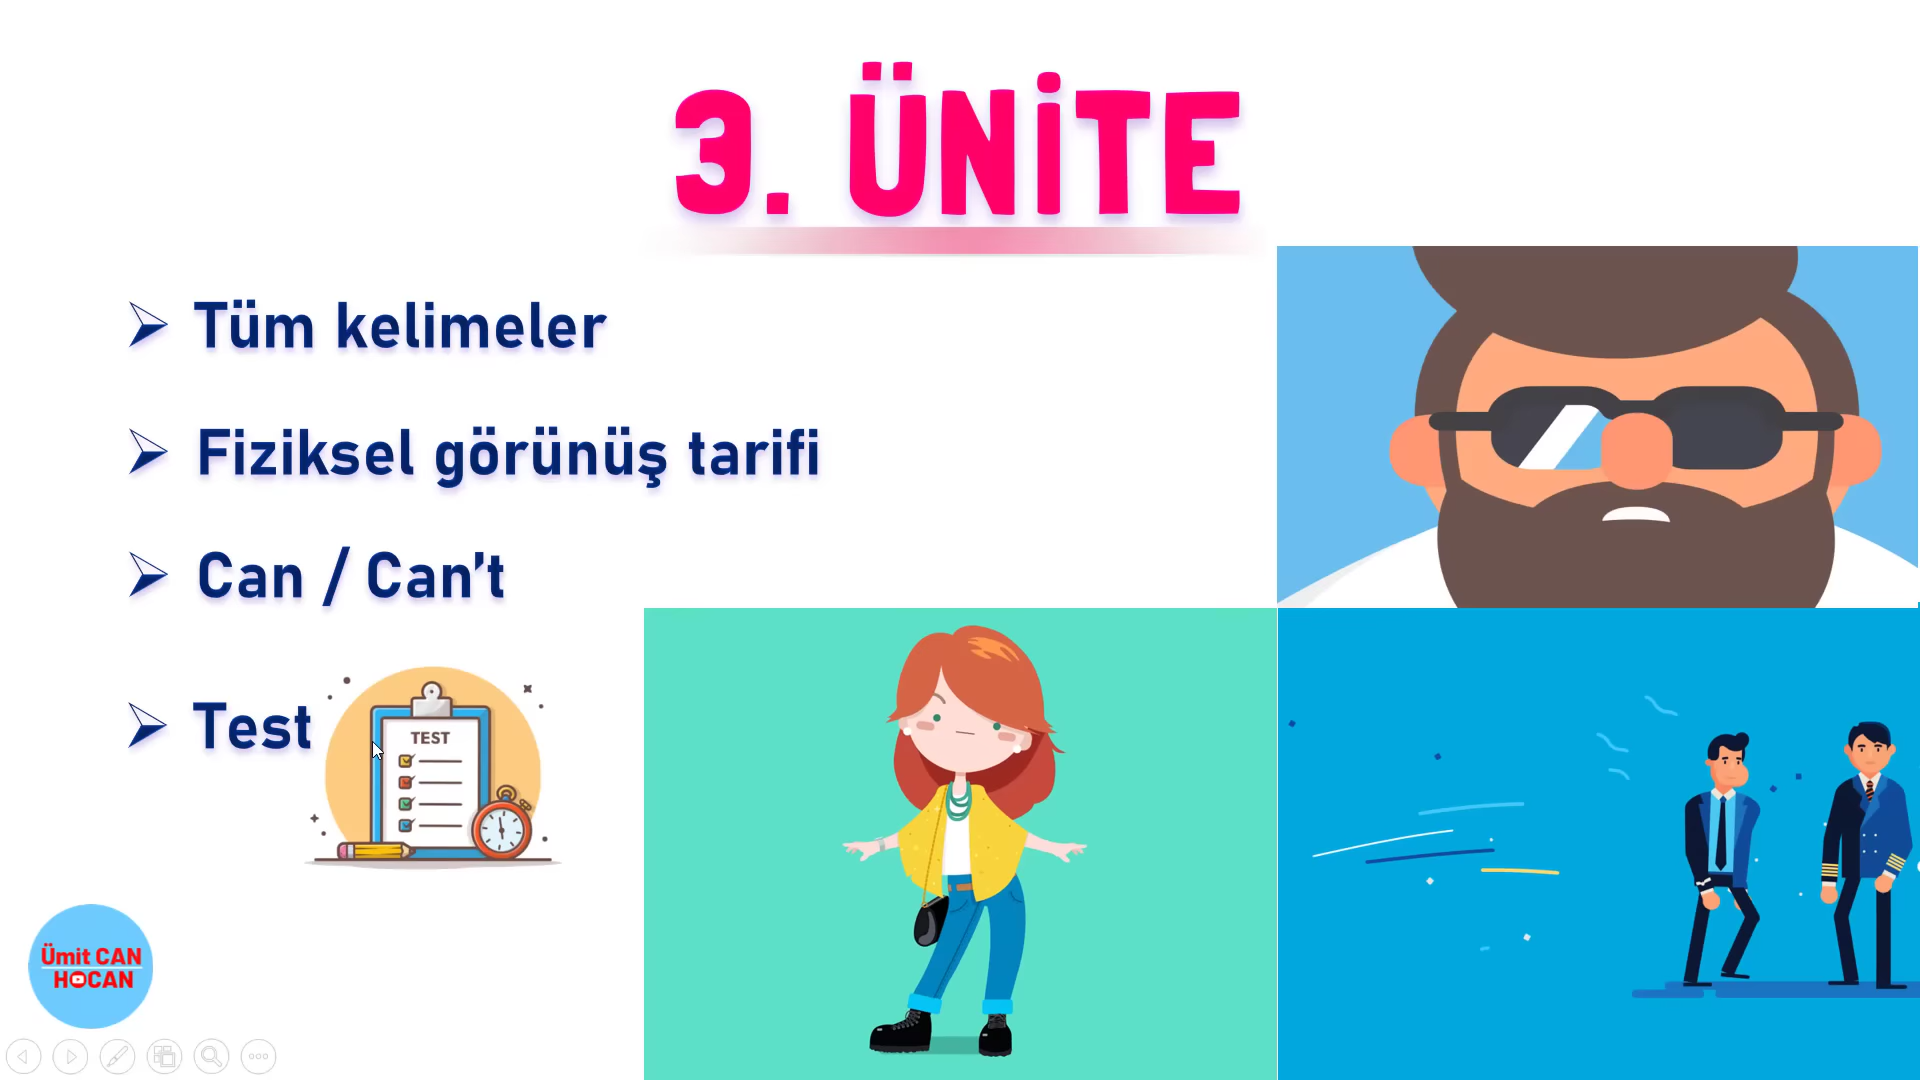 3. ÜNİTE
Tüm kelimeler
Fiziksel görünüş tarifi
Can / Can't
Test
TEST
Ümit CAN
HOCAN